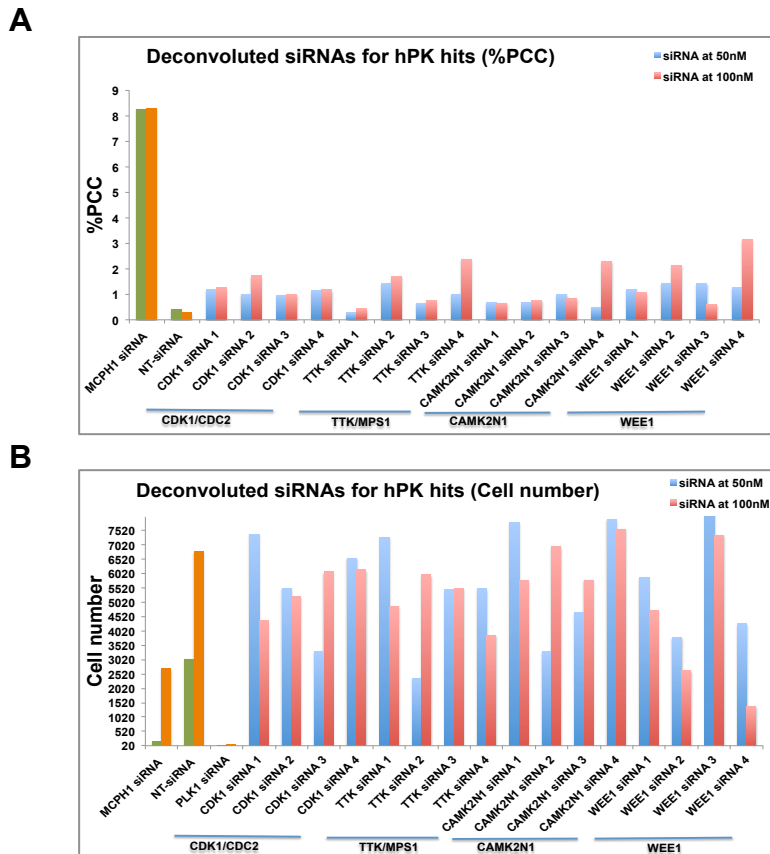 A
Deconvoluted siRNAs for hPK hits (%PCC)
siRNA at 50nM
siRNA at 100nM
%PCC
9
8
7
6
5
4
3
2
1
0
MCPH1 siRNA
NT-siRNA
CDK1 siRNA 1
CDK1 siRNA 2
CDK1 siRNA 3
CDK1 siRNA 4
TTK siRNA 1
TTK siRNA 2
TTK siRNA 3
TTK siRNA 4
CAMK2N1 siRNA 1
CAMK2N1 siRNA 2
CAMK2N1 siRNA 3
CAMK2N1 siRNA 4
WEE1 siRNA 1
WEE1 siRNA 2
WEE1 siRNA 3
WEE1 siRNA 4
CDK1/CDC2
TTK/MPS1
CAMK2N1
WEE1
B
Deconvoluted siRNAs for hPK hits (Cell number)
siRNA at 50nM
siRNA at 100nM
Cell number
7520
7020
6520
6020
5520
5020
4520
4020
3520
3020
2520
2020
1520
1020
520
20
MCPH1 siRNA
NT-siRNA
PLK1 siRNA
CDK1 siRNA 1
CDK1 siRNA 2
CDK1 siRNA 3
CDK1 siRNA 4
TTK siRNA 1
TTK siRNA 2
TTK siRNA 3
TTK siRNA 4
CAMK2N1 siRNA 1
CAMK2N1 siRNA 2
CAMK2N1 siRNA 3
CAMK2N1 siRNA 4
WEE1 siRNA 1
WEE1 siRNA 2
WEE1 siRNA 3
WEE1 siRNA 4
CDK1/CDC2
TTK/MPS1
CAMK2N1
WEE1